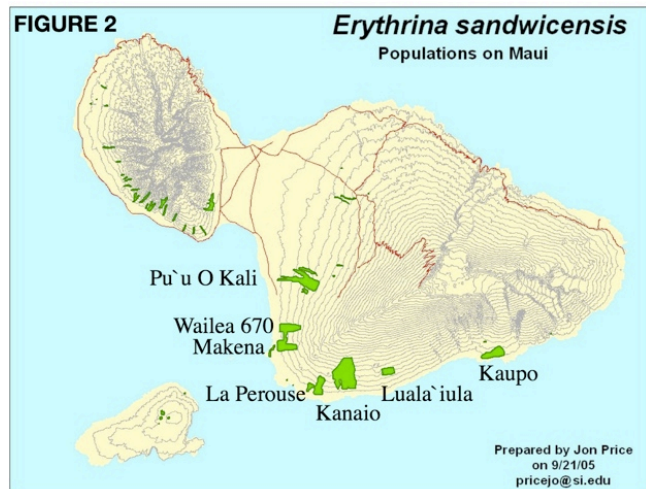 FIGURE 2
Erythrina sandwicensis
Populations on Maui
Pu`u O Kali
Wailea 670
Makena
La Perouse
Kanaio
Luala`iula
Kaupo
Prepared by Jon Price
on 9/21/05
pricejo@si.edu